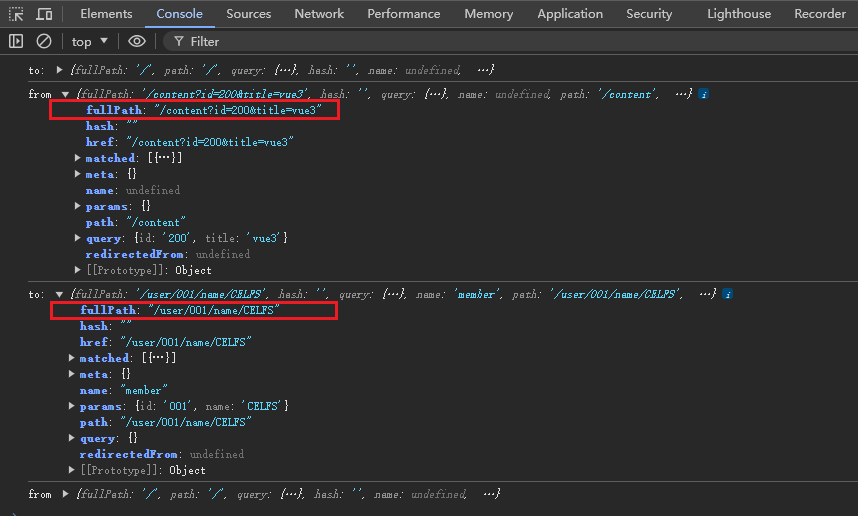 Elements Console Sources Network Performance Memory Application Security Lighthouse Recorder
top Filter
to: {fullPath: '/', path: '/', query: {…}, hash: '', name: undefined, …}
from {fullPath: '/content?id=200&title=vue3', hash: '', query: {…}, name: undefined, path: '/content', …} i
fullPath: "/content?id=200&title=vue3"
hash: ""
href: "/content?id=200&title=vue3"
matched: [{…}]
meta: {}
name: undefined
params: {}
path: "/content"
query: {id: '200', title: 'vue3'}
redirectedFrom: undefined
[[Prototype]]: Object
to: {fullPath: '/user/001/name/CELFS', hash: '', query: {…}, name: 'member', path: '/user/001/name/CELFS', …} i
fullPath: "/user/001/name/CELFS"
hash: ""
href: "/user/001/name/CELFS"
matched: [{…}]
meta: {}
name: "member"
params: {id: '001', name: 'CELFS'}
path: "/user/001/name/CELFS"
query: {}
redirectedFrom: undefined
[[Prototype]]: Object
from {fullPath: '/', path: '/', query: {…}, hash: '', name: undefined, …}